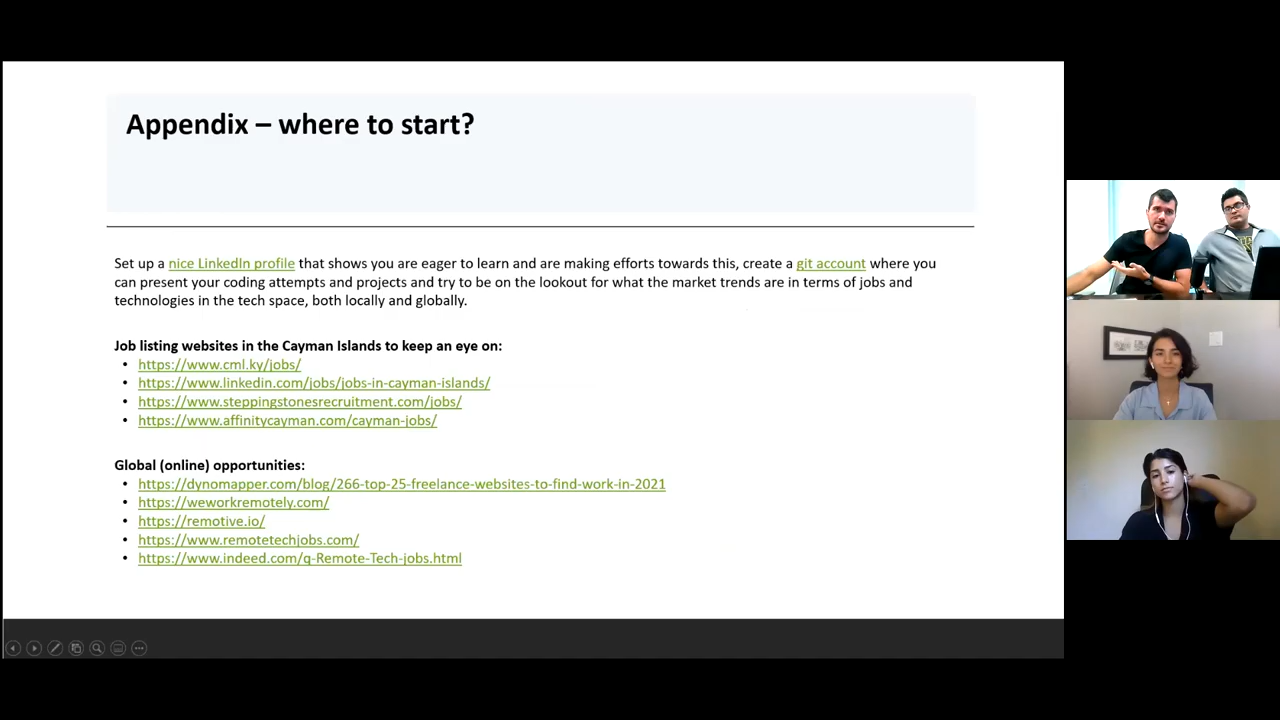 Appendix – where to start?
Set up a nice LinkedIn profile that shows you are eager to learn and are making efforts towards this, create a git account where you
can present your coding attempts and projects and try to be on the lookout for what the market trends are in terms of jobs and
technologies in the tech space, both locally and globally.
Job listing websites in the Cayman Islands to keep an eye on:
• https://www.cml.ky/jobs/
• https://www.linkedin.com/jobs/jobs-in-cayman-islands/
• https://www.steppingstonesrecruitment.com/jobs/
• https://www.affinitycayman.com/cayman-jobs/
Global (online) opportunities:
• https://dynomapper.com/blog/266-top-25-freelance-websites-to-find-work-in-2021
• https://weworkremotely.com/
• https://remotive.io/
• https://www.remotetechjobs.com/
• https://www.indeed.com/q-Remote-Tech-jobs.html